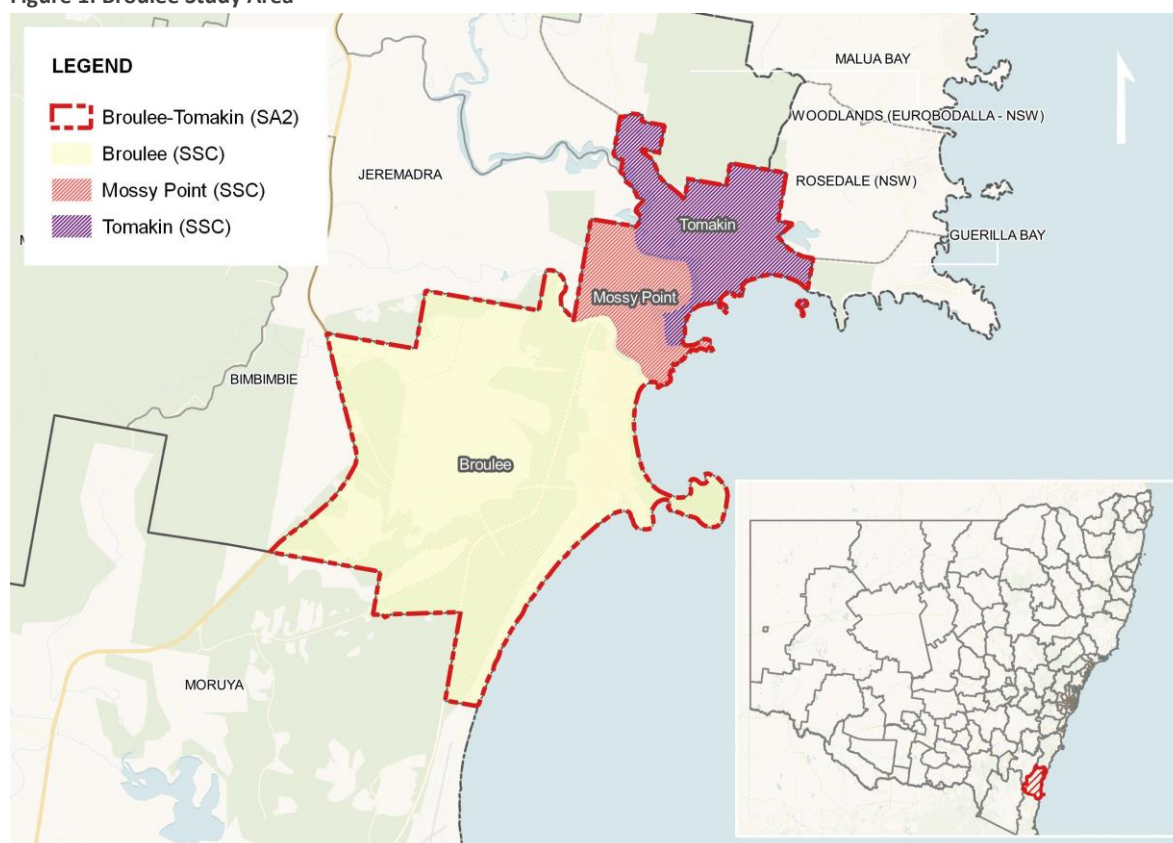 Figure 1: Broulee Study Area
LEGEND
Broulee-Tomakin (SA2)
Broulee (SSC)
Mossy Point (SSC)
Tomakin (SSC)
MALUA BAY
WOODLANDS (EUROBODALLA - NSW)
JEREMADRA
ROSEDALE (NSW)
Tomakin
GUERILLA BAY
Mossy Point
BIMBIMBIE
Broulee
MORUYA